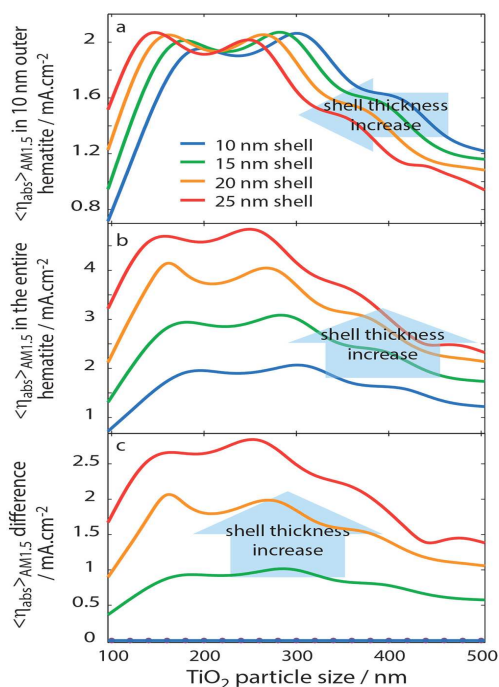 a
<ηabs>AM1.5 in 10 nm outer
hematite / mA.cm-2
2
1.6
1.2
0.8
shell thickness
increase
10 nm shell
15 nm shell
20 nm shell
25 nm shell
b
<ηabs>AM1.5 in the entire
hematite / mA.cm-2
4
3
2
1
shell thickness
increase
c
<ηabs>AM1.5 difference
/ mA.cm-2
2.5
2
1.5
1
0.5
0
shell thickness
increase
100 200 300 400 500
TiO2 particle size / nm